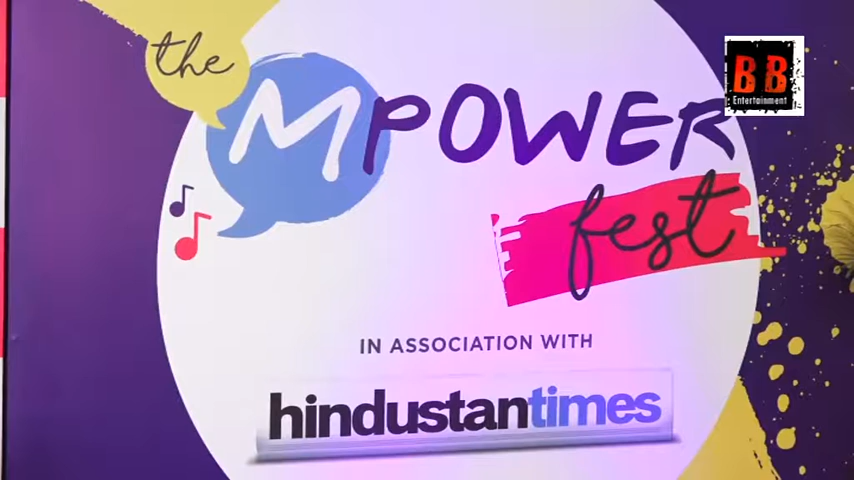 the
MPOWER
fest
IN ASSOCIATION WITH
hindustantimes
BB
Entertainment